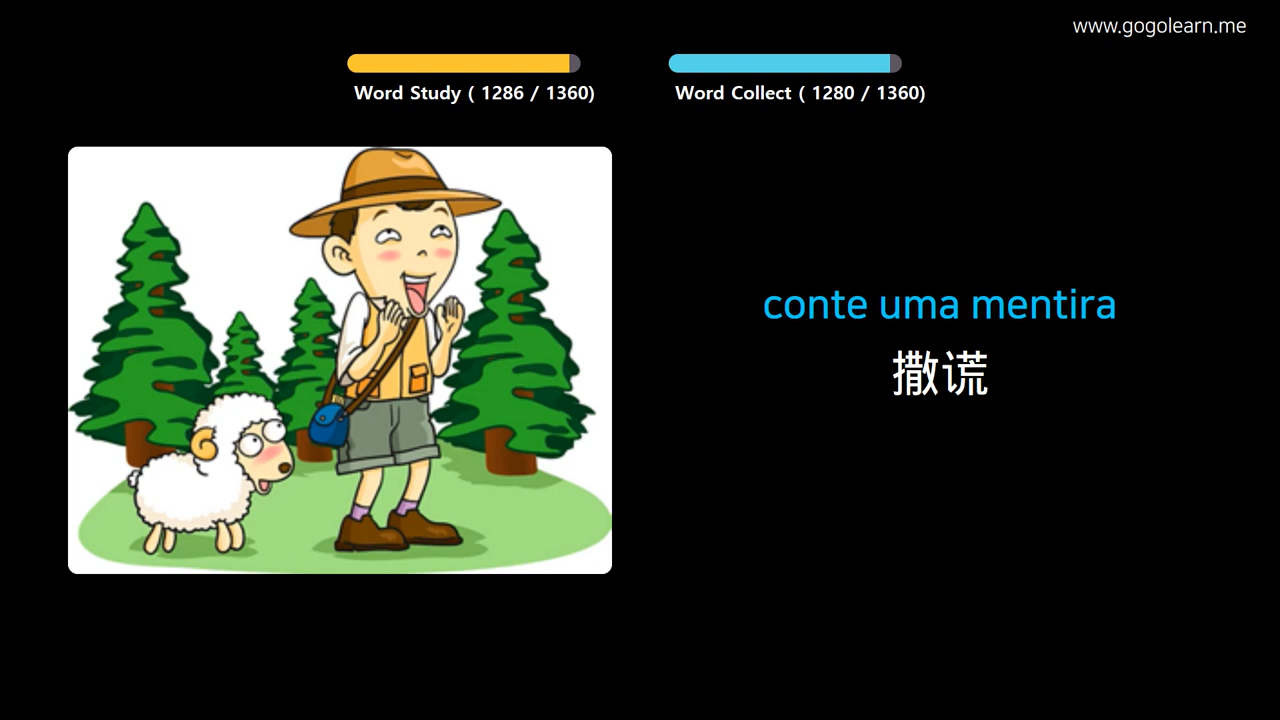 www.gogolearn.me
Word Study ( 1286 / 1360)
Word Collect ( 1280 / 1360)
conte uma mentira
撒谎